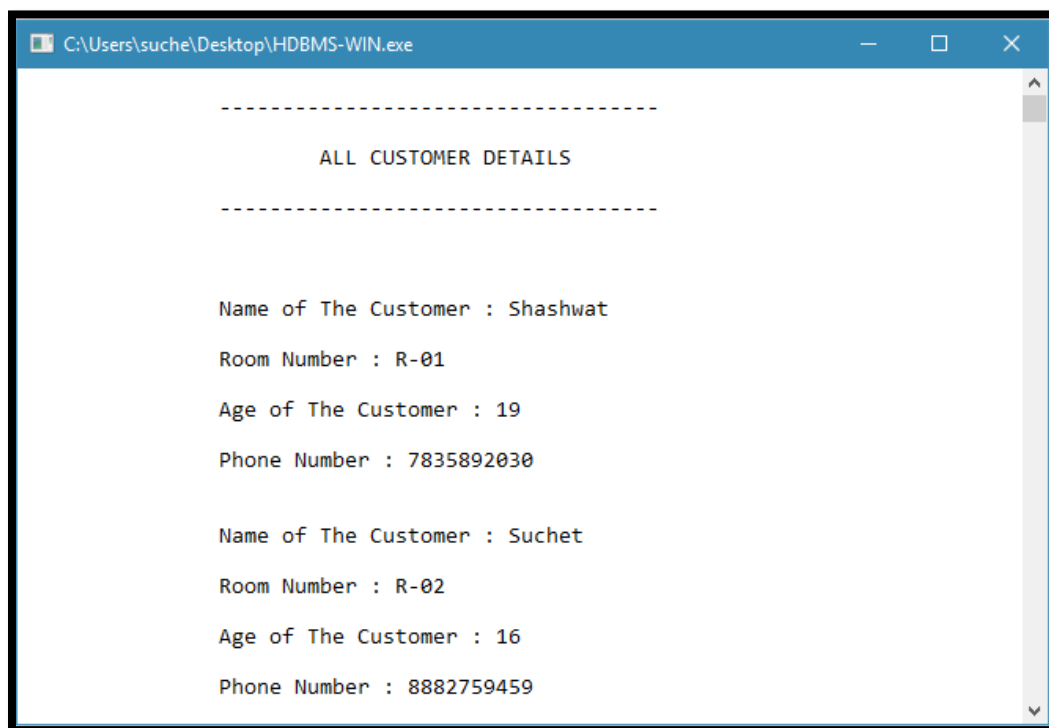 C:\Users\suche\Desktop\HDBMS-WIN.exe
-----------------------------------
ALL CUSTOMER DETAILS
-----------------------------------
Name of The Customer : Shashwat
Room Number : R-01
Age of The Customer : 19
Phone Number : 7835892030
Name of The Customer : Suchet
Room Number : R-02
Age of The Customer : 16
Phone Number : 8882759459